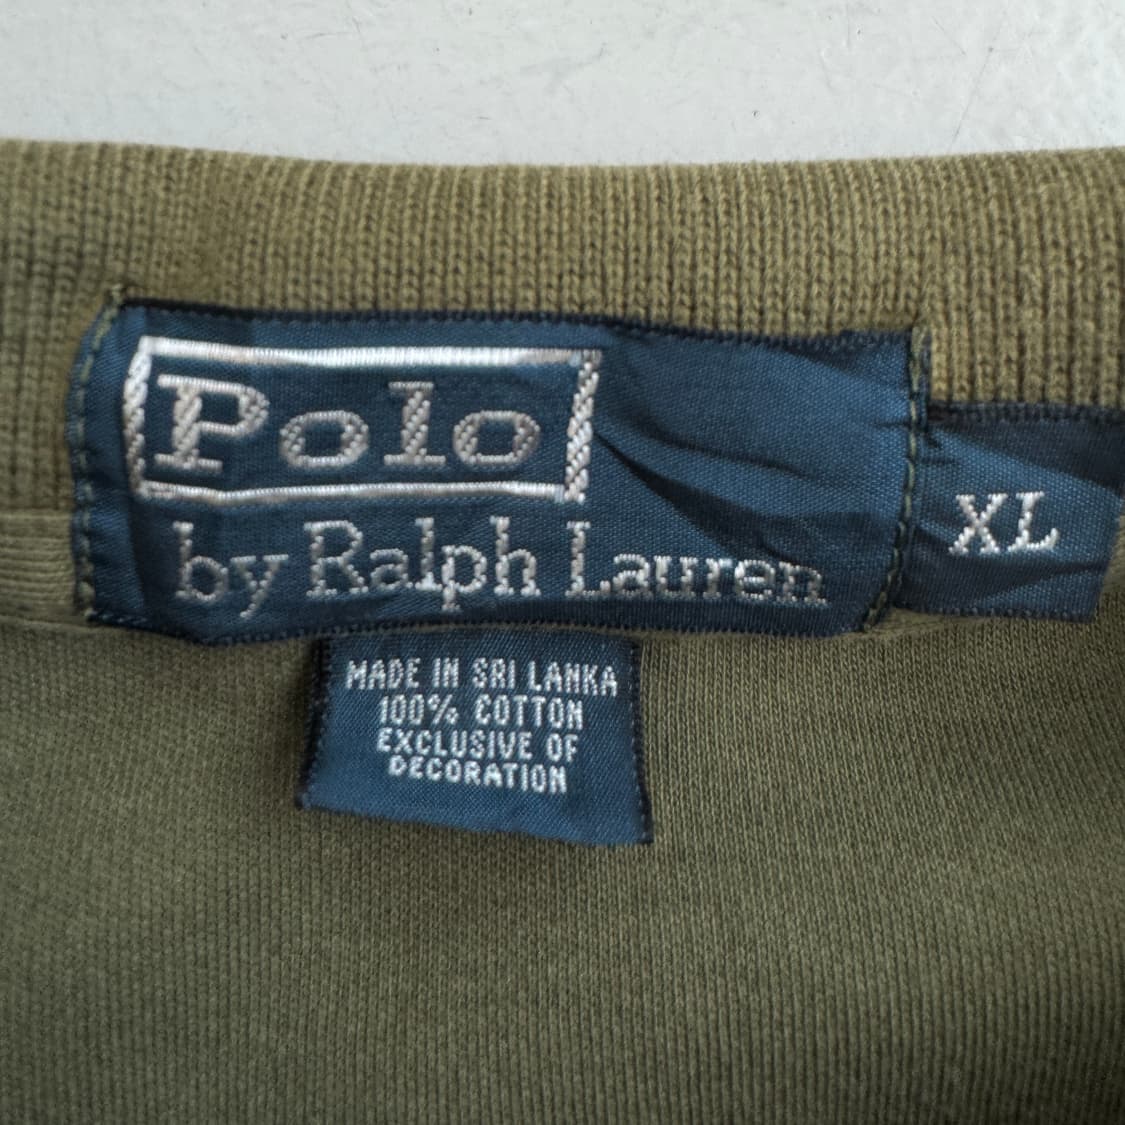 Polo
by Ralph Lauren
XL
MADE IN SRI LANKA
100% COTTON
EXCLUSIVE OF
DECORATION